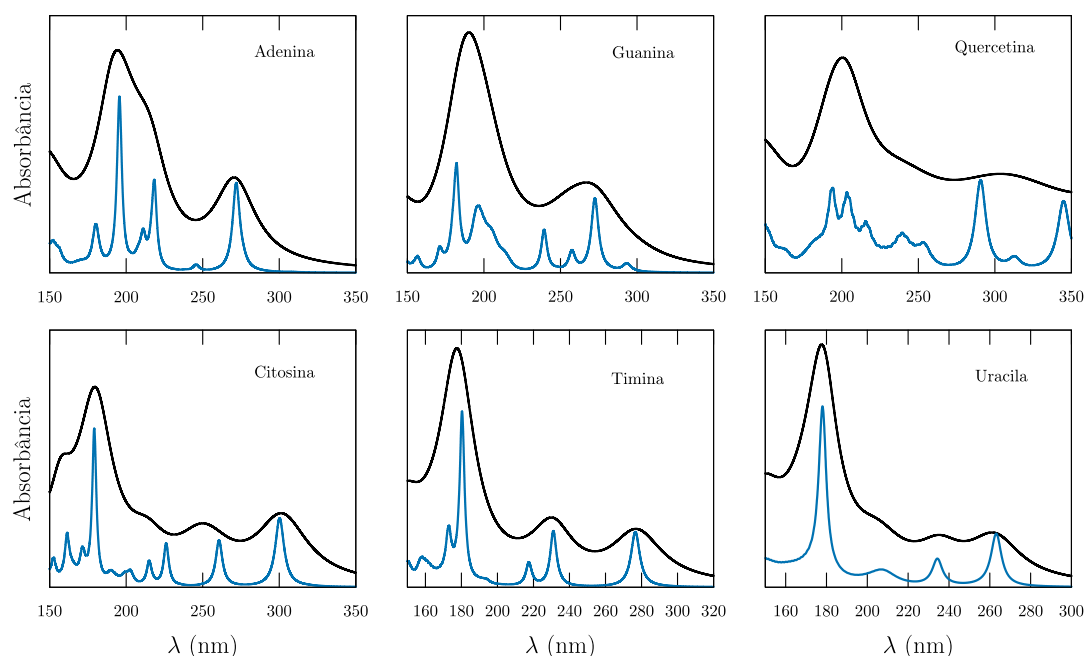 Absorbância
Adenina
150 200 250 300 350
Guanina
150 200 250 300 350
Quercetina
150 200 250 300 350
Absorbância
Citosina
150 200 250 300 350
λ (nm)
Timina
160 180 200 220 240 260 280 300 320
λ (nm)
Uracila
160 180 200 220 240 260 280 300
λ (nm)